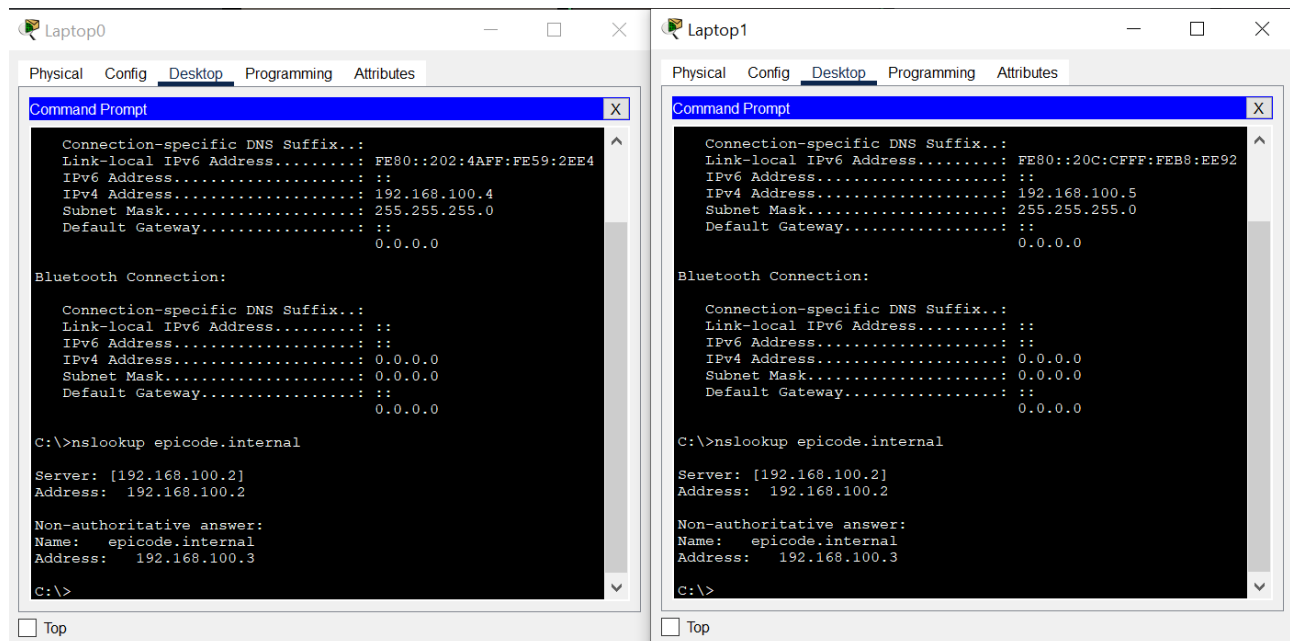 Laptop0
Physical Config Desktop Programming Attributes
Command Prompt X
Connection-specific DNS Suffix..:
Link-local IPv6 Address.........: FE80::202:4AFF:FE59:2EE4
IPv6 Address....................: ::
IPv4 Address....................: 192.168.100.4
Subnet Mask.....................: 255.255.255.0
Default Gateway.................: ::
0.0.0.0
Bluetooth Connection:
Connection-specific DNS Suffix..:
Link-local IPv6 Address.........: ::
IPv6 Address....................: ::
IPv4 Address....................: 0.0.0.0
Subnet Mask.....................: 0.0.0.0
Default Gateway.................: ::
0.0.0.0
C:\>nslookup epicode.internal
Server: [192.168.100.2]
Address: 192.168.100.2
Non-authoritative answer:
Name: epicode.internal
Address: 192.168.100.3
C:\>
Top
Laptop1
Physical Config Desktop Programming Attributes
Command Prompt X
Connection-specific DNS Suffix..:
Link-local IPv6 Address.........: FE80::20C:CFFF:FEB8:EE92
IPv6 Address....................: ::
IPv4 Address....................: 192.168.100.5
Subnet Mask.....................: 255.255.255.0
Default Gateway.................: ::
0.0.0.0
Bluetooth Connection:
Connection-specific DNS Suffix..:
Link-local IPv6 Address.........: ::
IPv6 Address....................: ::
IPv4 Address....................: 0.0.0.0
Subnet Mask.....................: 0.0.0.0
Default Gateway.................: ::
0.0.0.0
C:\>nslookup epicode.internal
Server: [192.168.100.2]
Address: 192.168.100.2
Non-authoritative answer:
Name: epicode.internal
Address: 192.168.100.3
C:\>
Top